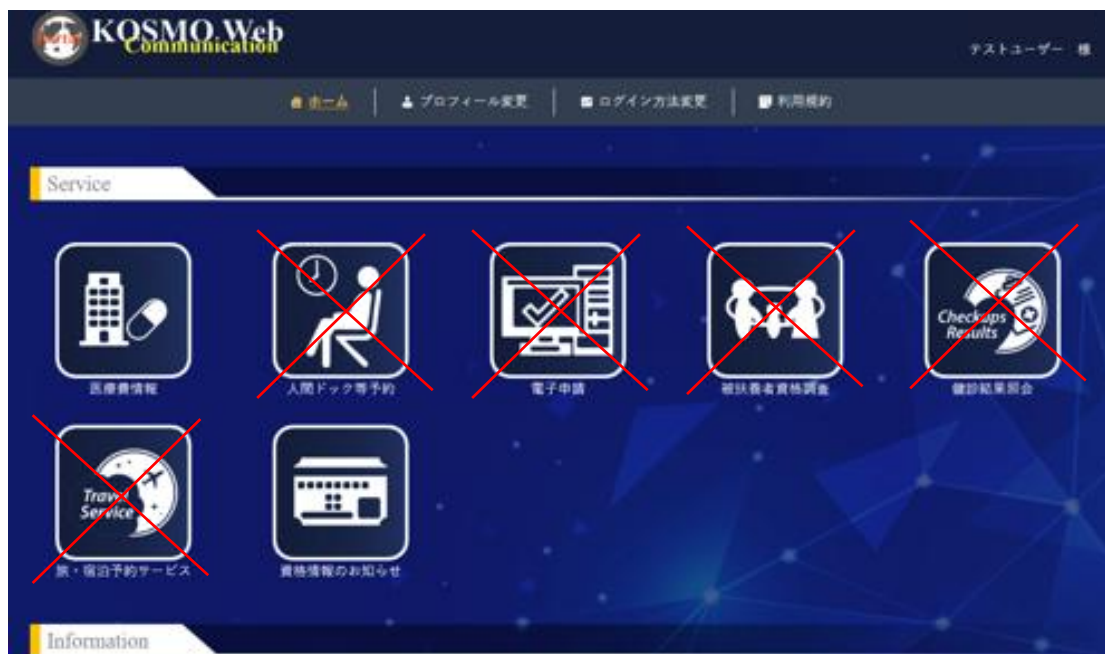 KOSMO.Web
Communication
テストユーザー 様
ホーム
プロフィール変更
ログイン方法変更
利用規約
Service
医療費情報
人間ドック等予約
電子申請
被扶養者資格調査
Checkups
Results
健診結果照会
Travel
Service
旅・宿泊予約サービス
資格情報のお知らせ
Information